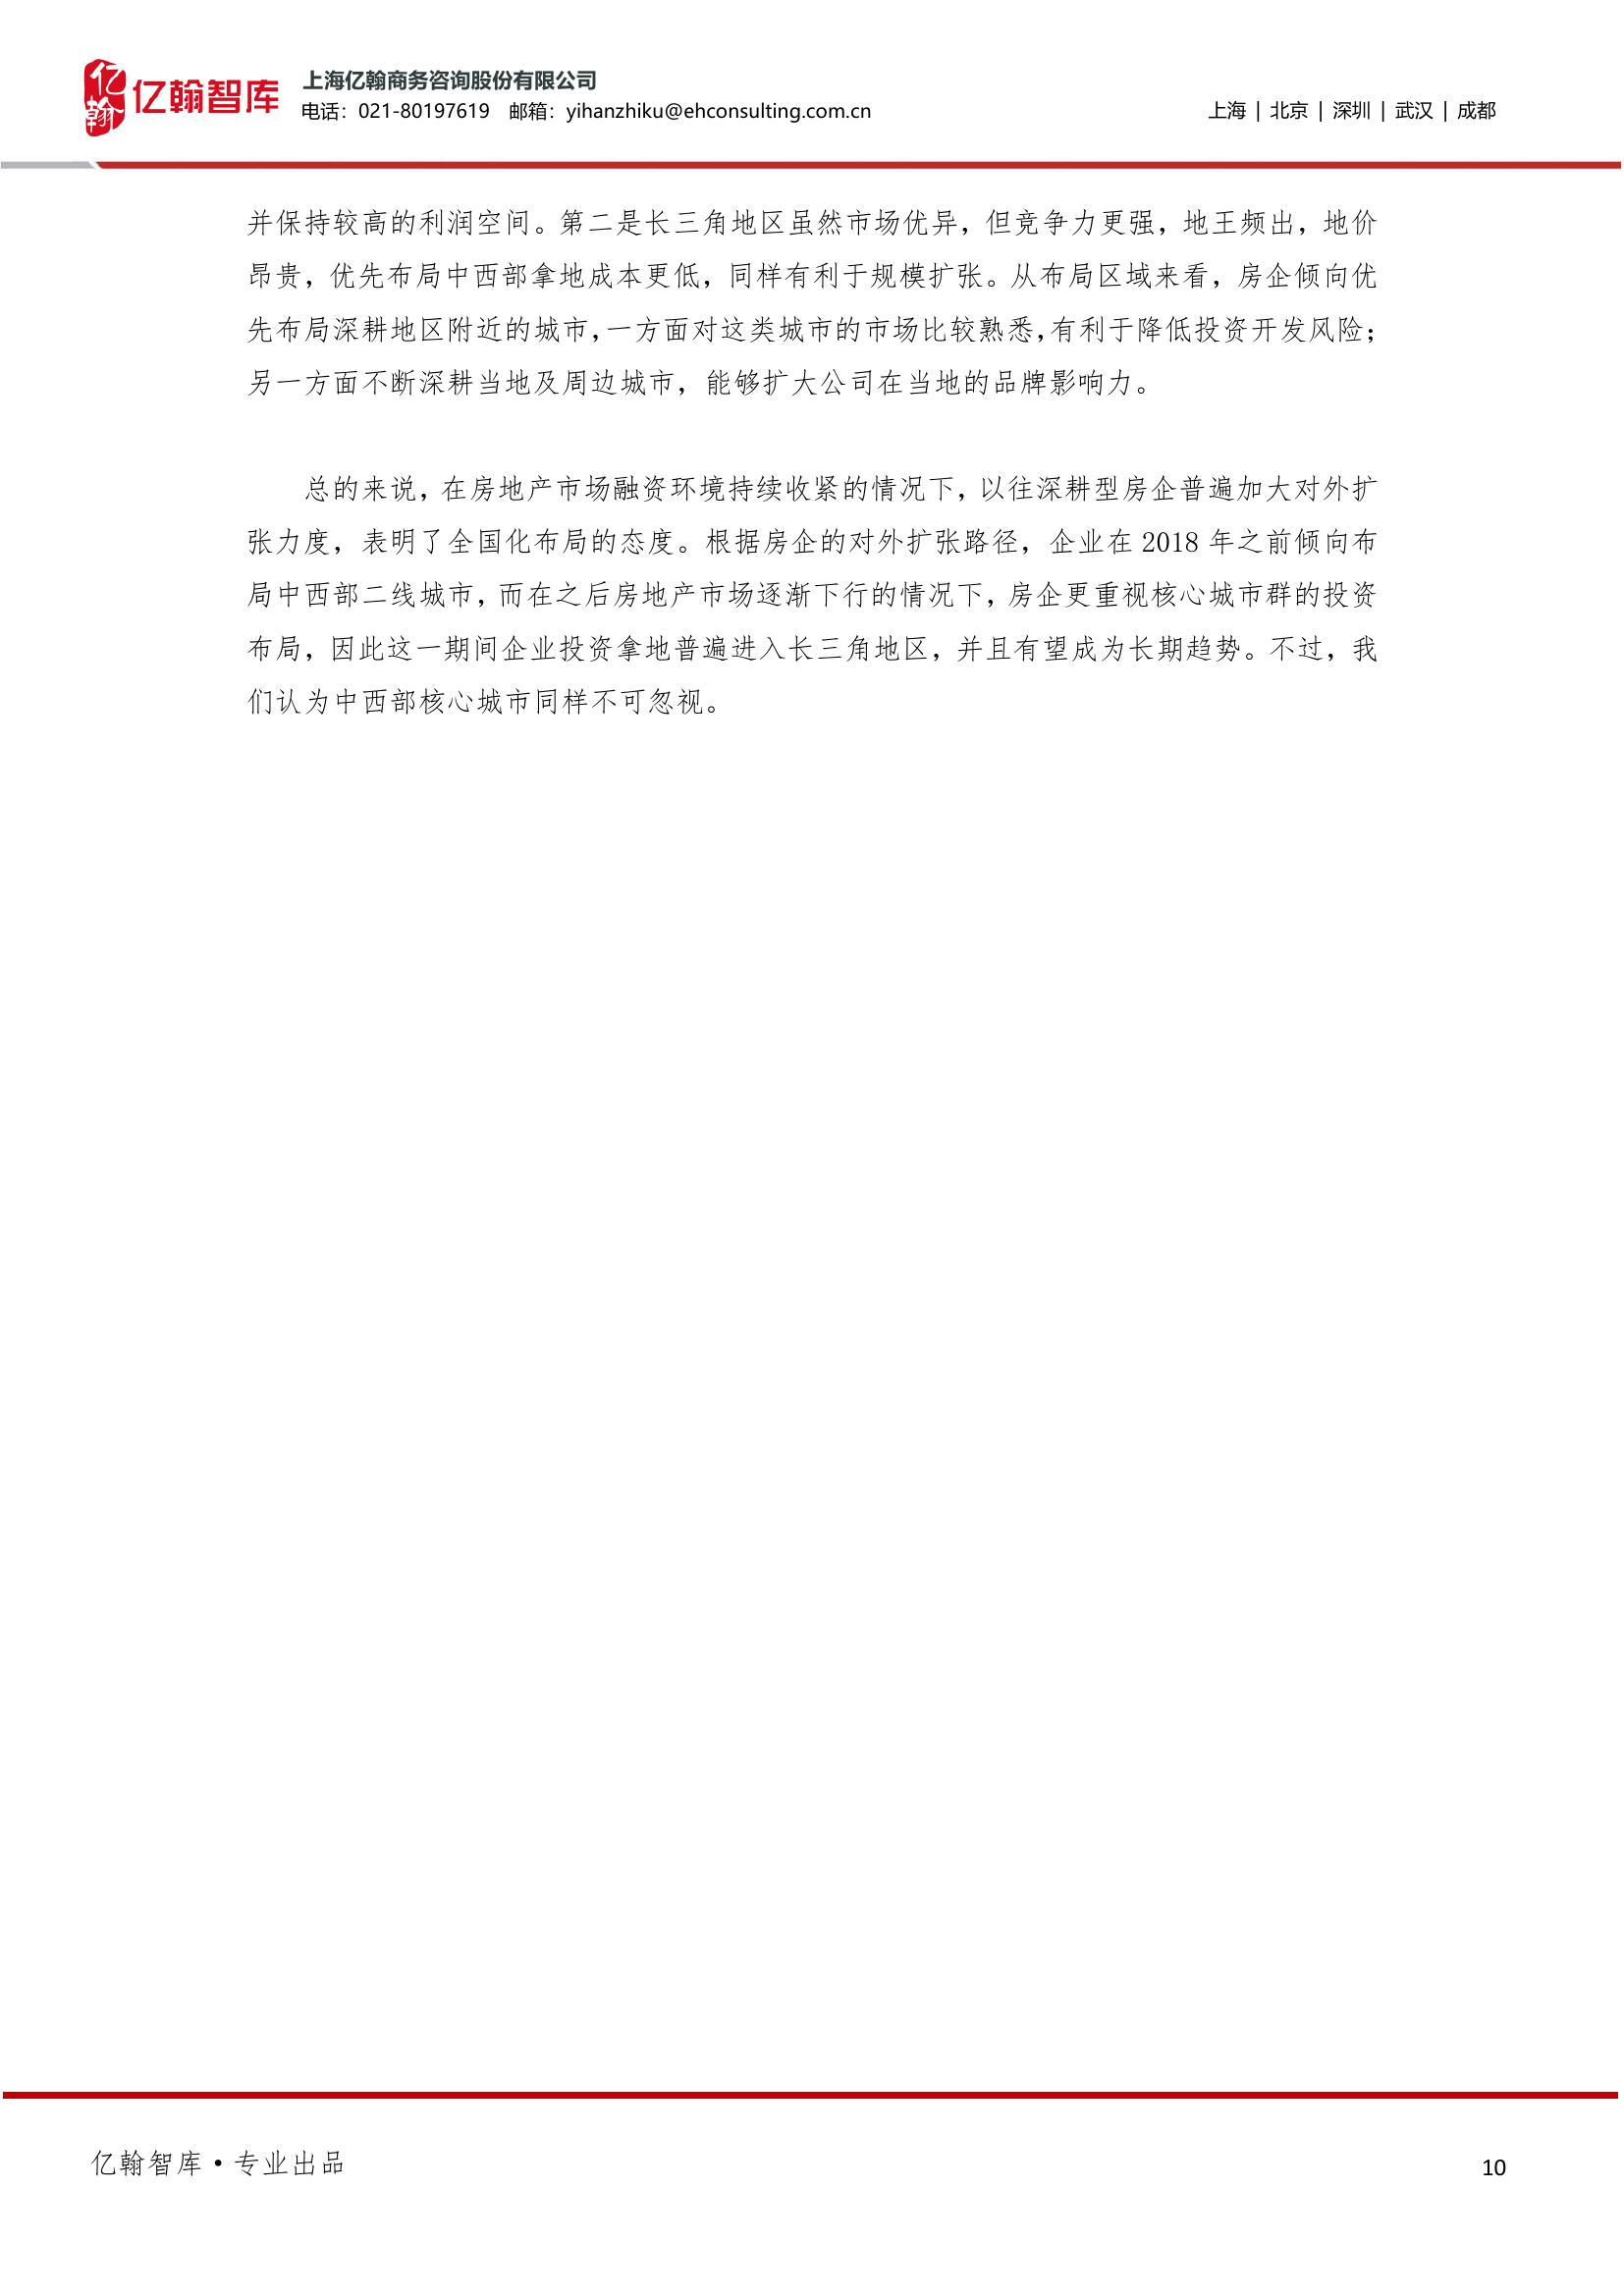 亿翰
亿翰智库
上海亿翰商务咨询股份有限公司
电话：021-80197619 邮箱：yihanzhiku@ehconsulting.com.cn
上海 | 北京 | 深圳 | 武汉 | 成都
并保持较高的利润空间。第二是长三角地区虽然市场优异，但竞争力更强，地王频出，地价
昂贵，优先布局中西部拿地成本更低，同样有利于规模扩张。从布局区域来看，房企倾向优
先布局深耕地区附近的城市，一方面对这类城市的市场比较熟悉，有利于降低投资开发风险；
另一方面不断深耕当地及周边城市，能够扩大公司在当地的品牌影响力。
总的来说，在房地产市场融资环境持续收紧的情况下，以往深耕型房企普遍加大对外扩
张力度，表明了全国化布局的态度。根据房企的对外扩张路径，企业在 2018 年之前倾向布
局中西部二线城市，而在之后房地产市场逐渐下行的情况下，房企更重视核心城市群的投资
布局，因此这一期间企业投资拿地普遍进入长三角地区，并且有望成为长期趋势。不过，我
们认为中西部核心城市同样不可忽视。
亿翰智库·专业出品
10